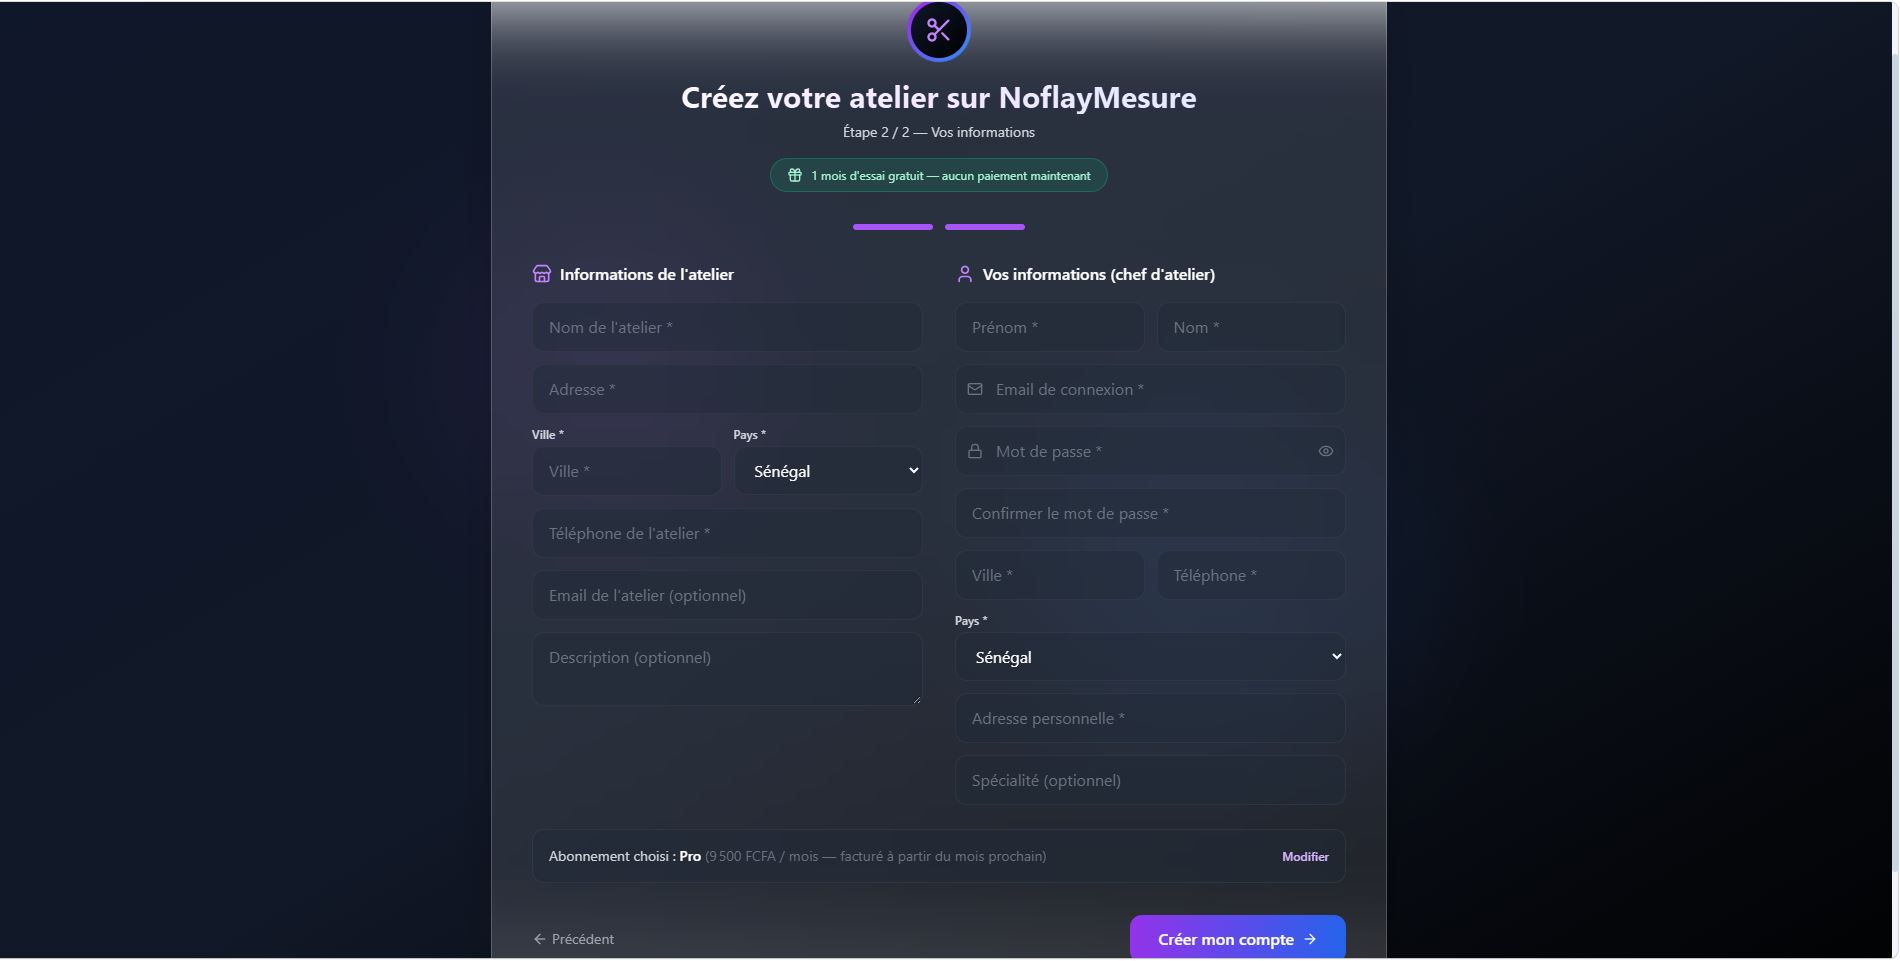 Créez votre atelier sur NoflayMesure
Étape 2 / 2 — Vos informations
1 mois d'essai gratuit — aucun paiement maintenant
Informations de l'atelier
Nom de l'atelier *
Adresse *
Ville *
Pays *
Ville *
Sénégal
Téléphone de l'atelier *
Email de l'atelier (optionnel)
Description (optionnel)
Vos informations (chef d'atelier)
Prénom *
Nom *
Email de connexion *
Mot de passe *
Confirmer le mot de passe *
Ville *
Téléphone *
Pays *
Sénégal
Adresse personnelle *
Spécialité (optionnel)
Abonnement choisi : Pro (9 500 FCFA / mois — facturé à partir du mois prochain)
Modifier
← Précédent
Créer mon compte →